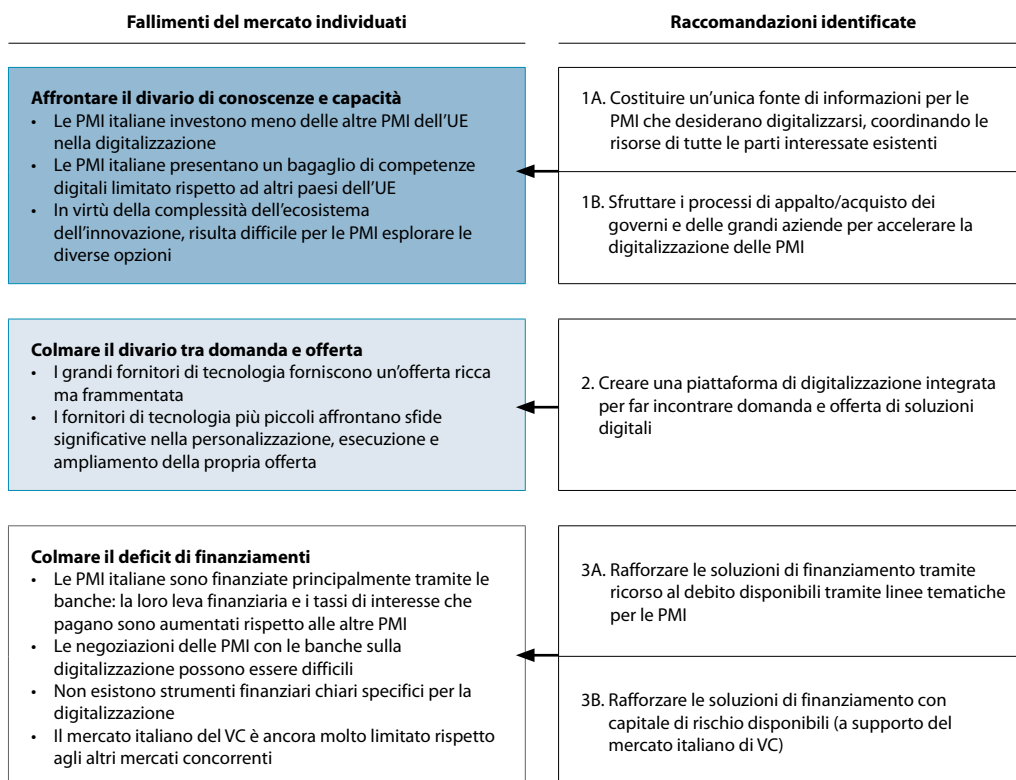 Fallimenti del mercato individuati
Raccomandazioni identificate
Affrontare il divario di conoscenze e capacità
• Le PMI italiane investono meno delle altre PMI dell’UE
nella digitalizzazione
• Le PMI italiane presentano un bagaglio di competenze
digitali limitato rispetto ad altri paesi dell’UE
• In virtù della complessità dell’ecosistema
dell’innovazione, risulta difficile per le PMI esplorare le
diverse opzioni
1A. Costituire un’unica fonte di informazioni per le
PMI che desiderano digitalizzarsi, coordinando le
risorse di tutte le parti interessate esistenti
1B. Sfruttare i processi di appalto/acquisto dei
governi e delle grandi aziende per accelerare la
digitalizzazione delle PMI
Colmare il divario tra domanda e offerta
• I grandi fornitori di tecnologia forniscono un’offerta ricca
ma frammentata
• I fornitori di tecnologia più piccoli affrontano sfide
significative nella personalizzazione, esecuzione e
ampliamento della propria offerta
2. Creare una piattaforma di digitalizzazione integrata
per far incontrare domanda e offerta di soluzioni
digitali
Colmare il deficit di finanziamenti
• Le PMI italiane sono finanziate principalmente tramite le
banche: la loro leva finanziaria e i tassi di interesse che
pagano sono aumentati rispetto alle altre PMI
• Le negoziazioni delle PMI con le banche sulla
digitalizzazione possono essere difficili
• Non esistono strumenti finanziari chiari specifici per la
digitalizzazione
• Il mercato italiano del VC è ancora molto limitato rispetto
agli altri mercati concorrenti
3A. Rafforzare le soluzioni di finanziamento tramite
ricorso al debito disponibili tramite linee tematiche
per le PMI
3B. Rafforzare le soluzioni di finanziamento con
capitale di rischio disponibili (a supporto del
mercato italiano di VC)